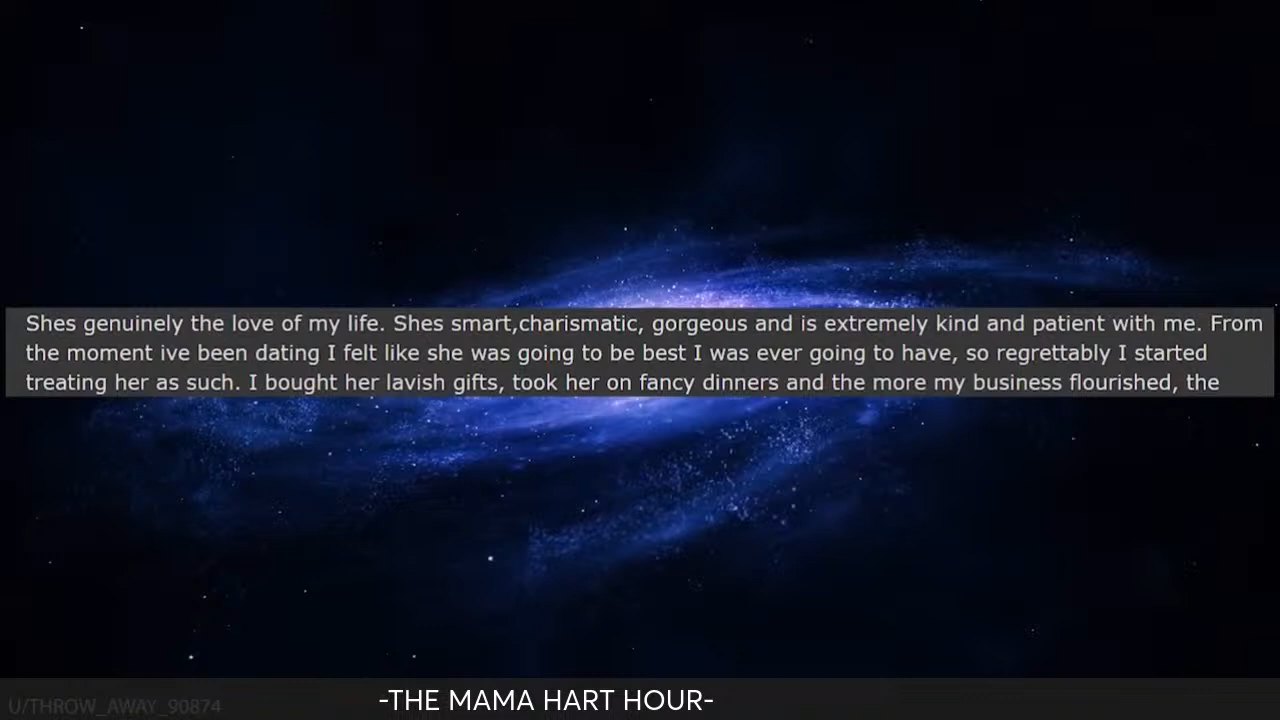 Shes genuinely the love of my life. Shes smart,charismatic, gorgeous and is extremely kind and patient with me. From
the moment ive been dating I felt like she was going to be best I was ever going to have, so regrettably I started
treating her as such. I bought her lavish gifts, took her on fancy dinners and the more my business flourished, the
U/THROW_AWAY_90874
-THE MAMA HART HOUR-